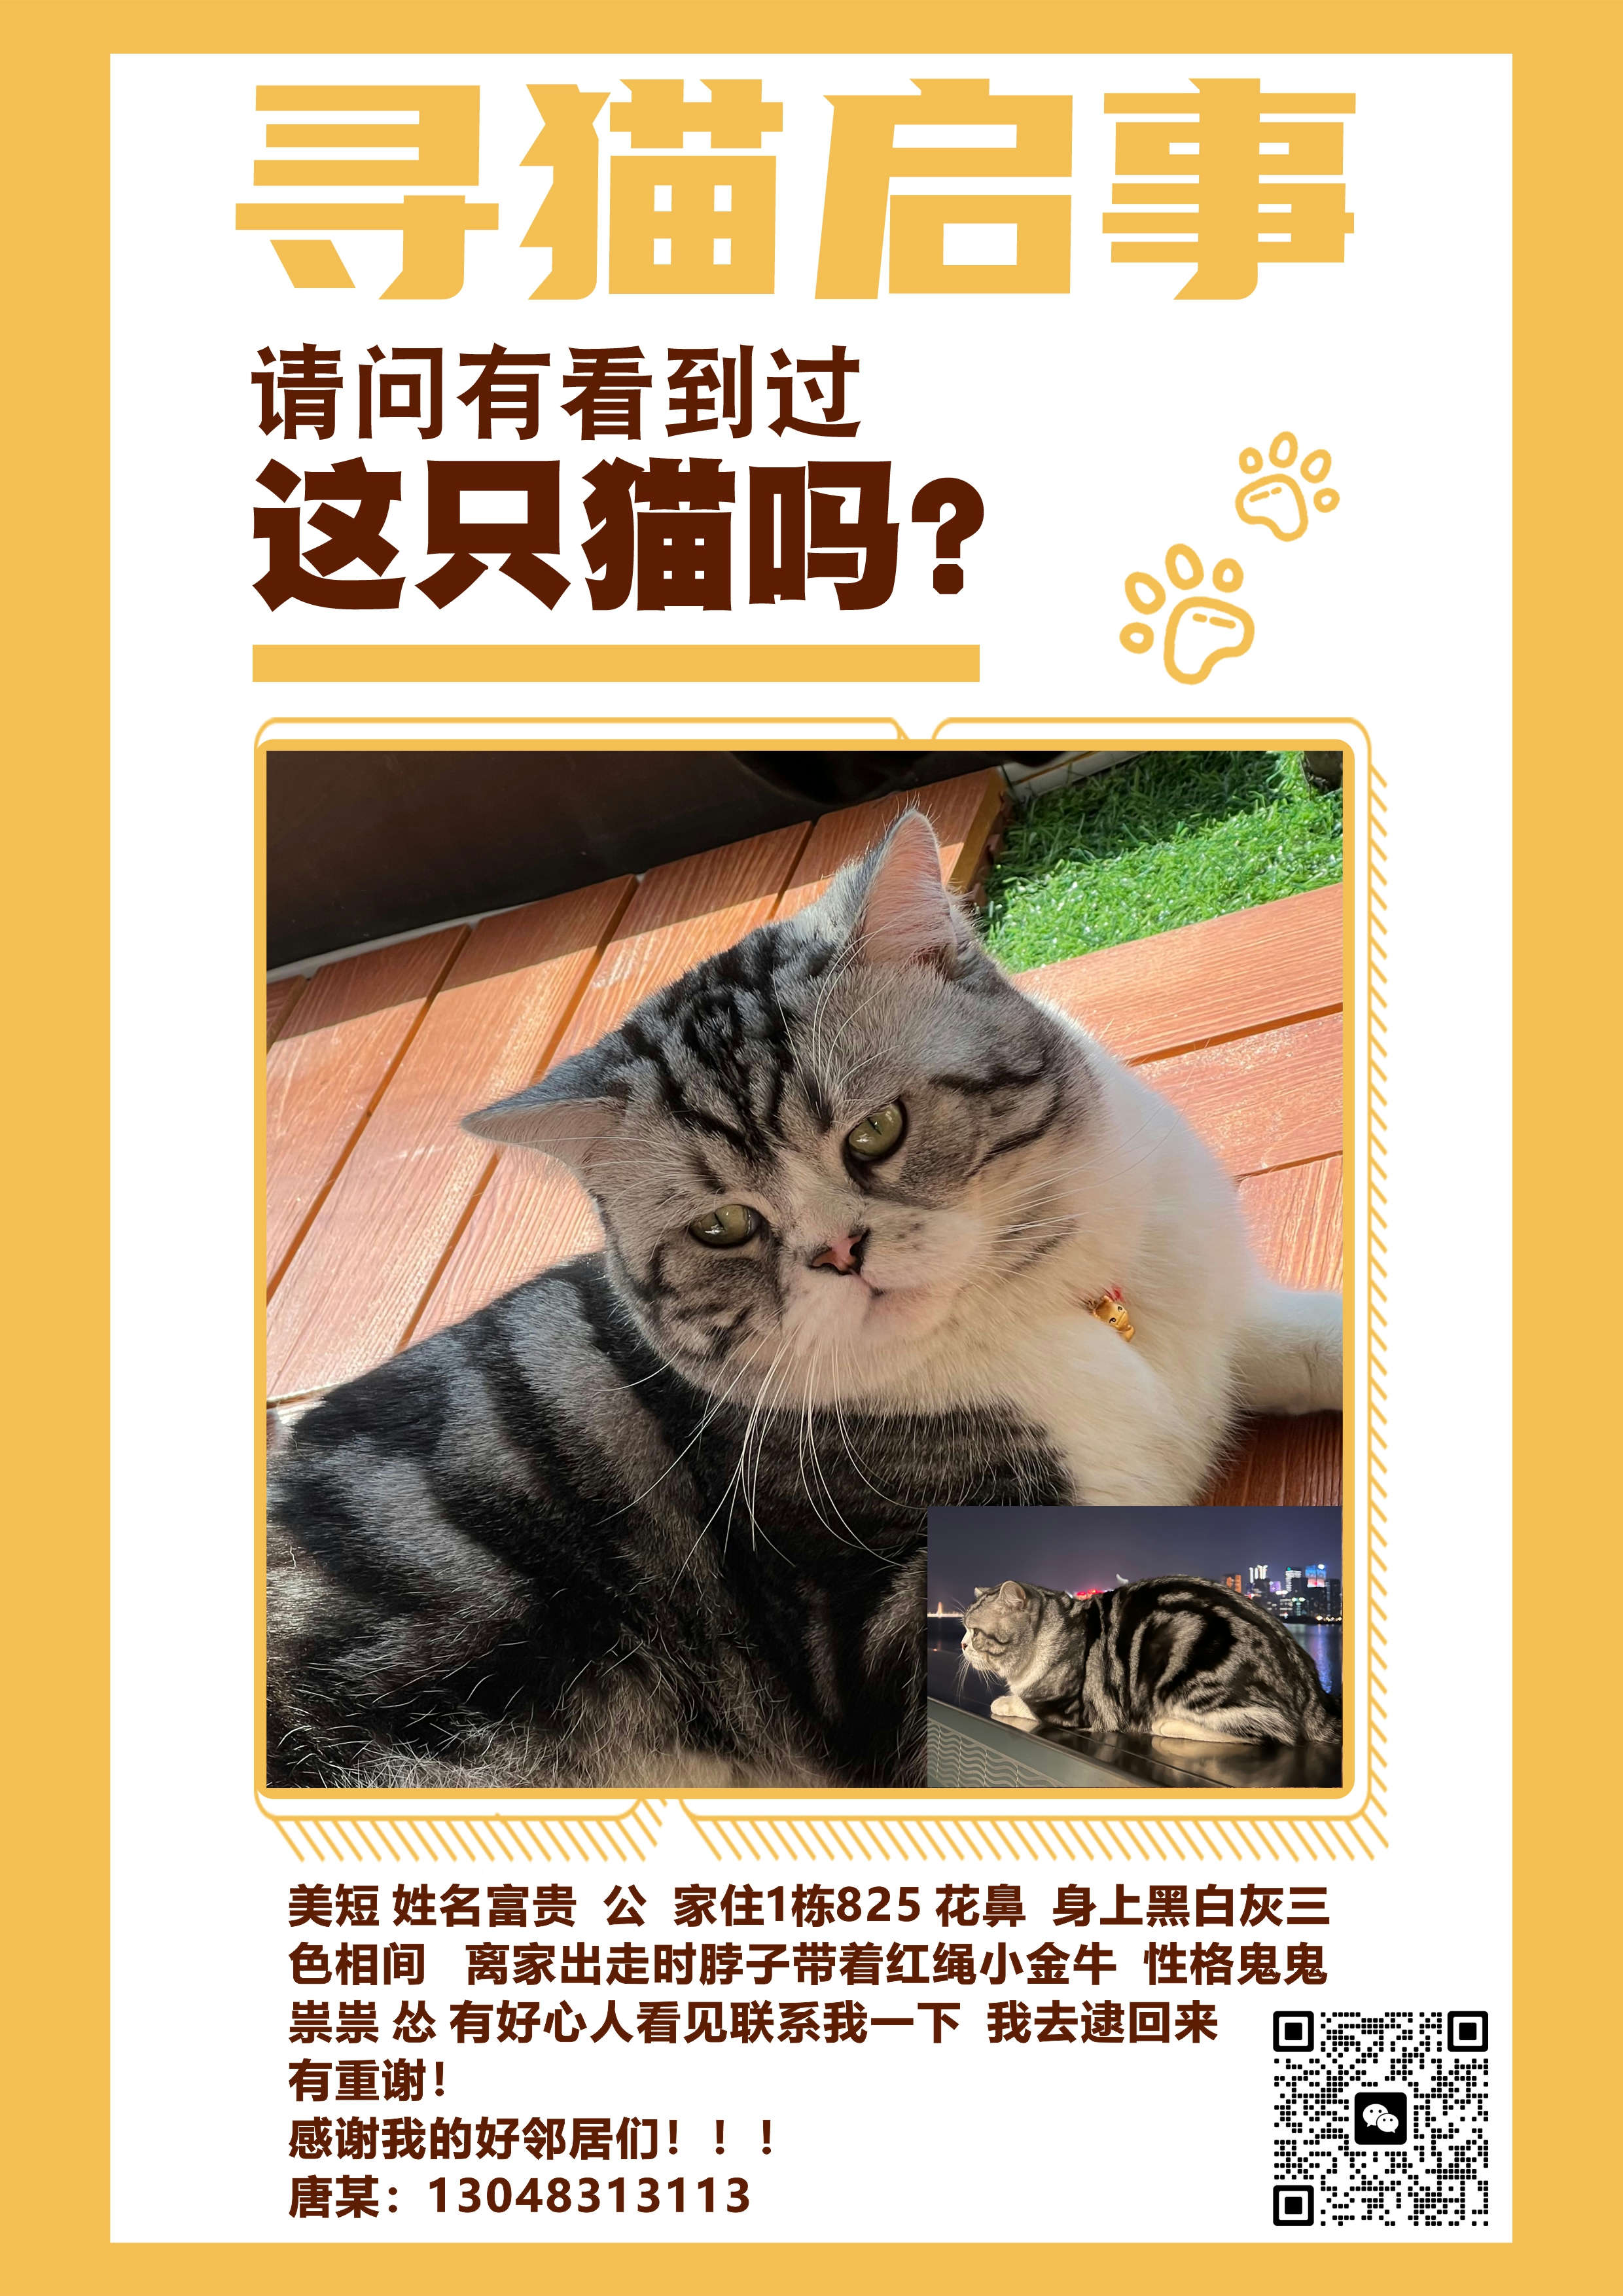 寻猫启事
请问有看到过
这只猫吗?
美短 姓名富贵 公 家住1栋825 花鼻 身上黑白灰三
色相间 离家出走时脖子带着红绳小金牛 性格鬼鬼
祟祟 怂 有好心人看见联系我一下 我去逮回来
有重谢！
感谢我的好邻居们！！！
唐某：13048313113